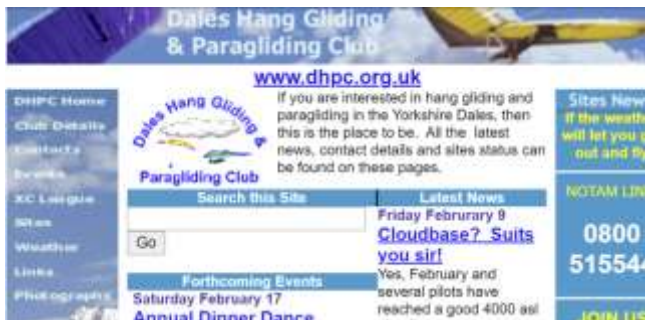 Dales Hang Gliding
& Paragliding Club
www.dhpc.org.uk
DHPC Home
Club Details
Contacts
Events
XC League
Sites
Weather
Links
Photographs
Dales Hang Gliding &
Paragliding Club
If you are interested in hang gliding and
paragliding in the Yorkshire Dales, then
this is the place to be. All the latest
news, contact details and sites status can
be found on these pages.
Search this Site
Go
Forthcoming Events
Saturday February 17
Annual Dinner Dance
Latest News
Friday Februrary 9
Cloudbase? Suits
you sir!
Yes, February and
several pilots have
reached a good 4000 asl
Sites New
If the weath
will let you g
out and fly
NOTAM LIN
0800
515544
JOIN US